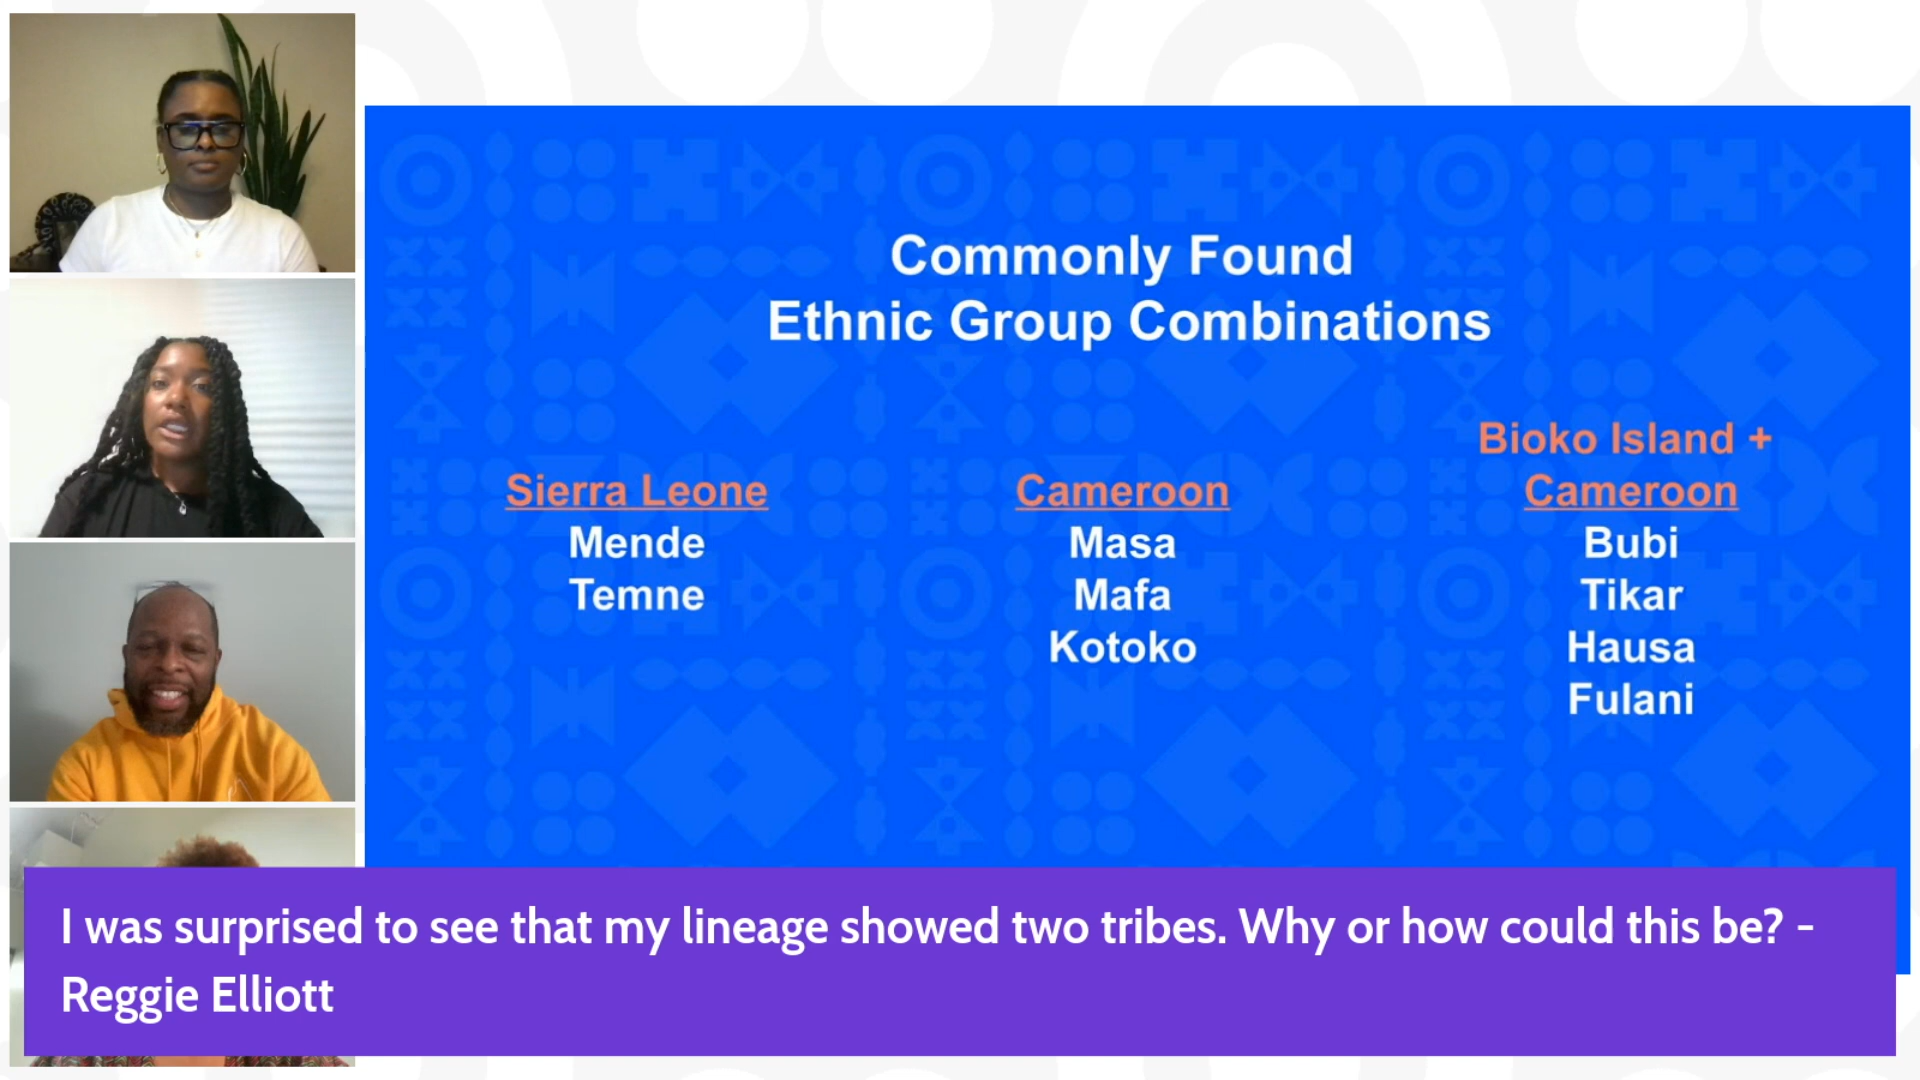 Commonly Found
Ethnic Group Combinations
Sierra Leone
Mende
Temne
Cameroon
Masa
Mafa
Kotoko
Bioko Island +
Cameroon
Bubi
Tikar
Hausa
Fulani
I was surprised to see that my lineage showed two tribes. Why or how could this be? -
Reggie Elliott